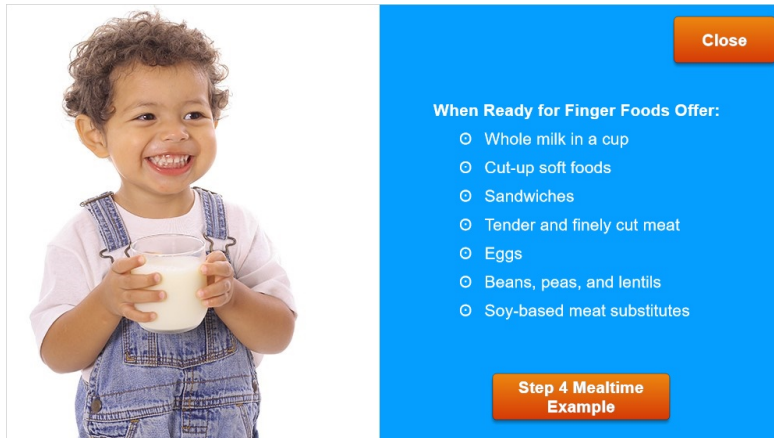 Close
When Ready for Finger Foods Offer:
Whole milk in a cup
Cut-up soft foods
Sandwiches
Tender and finely cut meat
Eggs
Beans, peas, and lentils
Soy-based meat substitutes
Step 4 Mealtime
Example